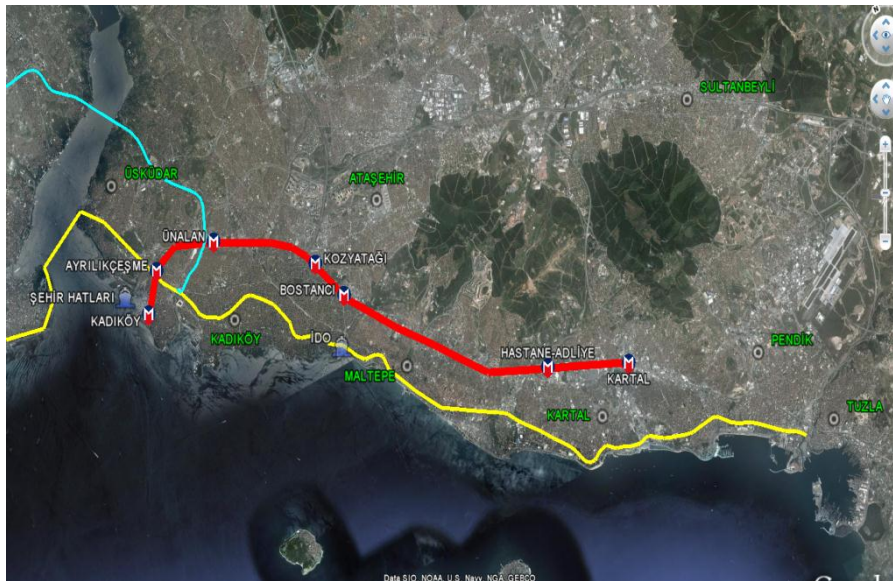 N
SULTANBEYLİ
ÜSKÜDAR
ATAŞEHİR
ÜNALAN
M
KOZYATAĞI
M
AYRILIKÇEŞME
M
BOSTANCI
M
ŞEHİR HATLARI
KADIKÖY
M
KADIKÖY
İDO
HASTANE-ADLİYE
M
M
KARTAL
PENDİK
MALTEPE
KARTAL
TUZLA
Data SIO, NOAA, U.S. Navy, NGA, GEBCO